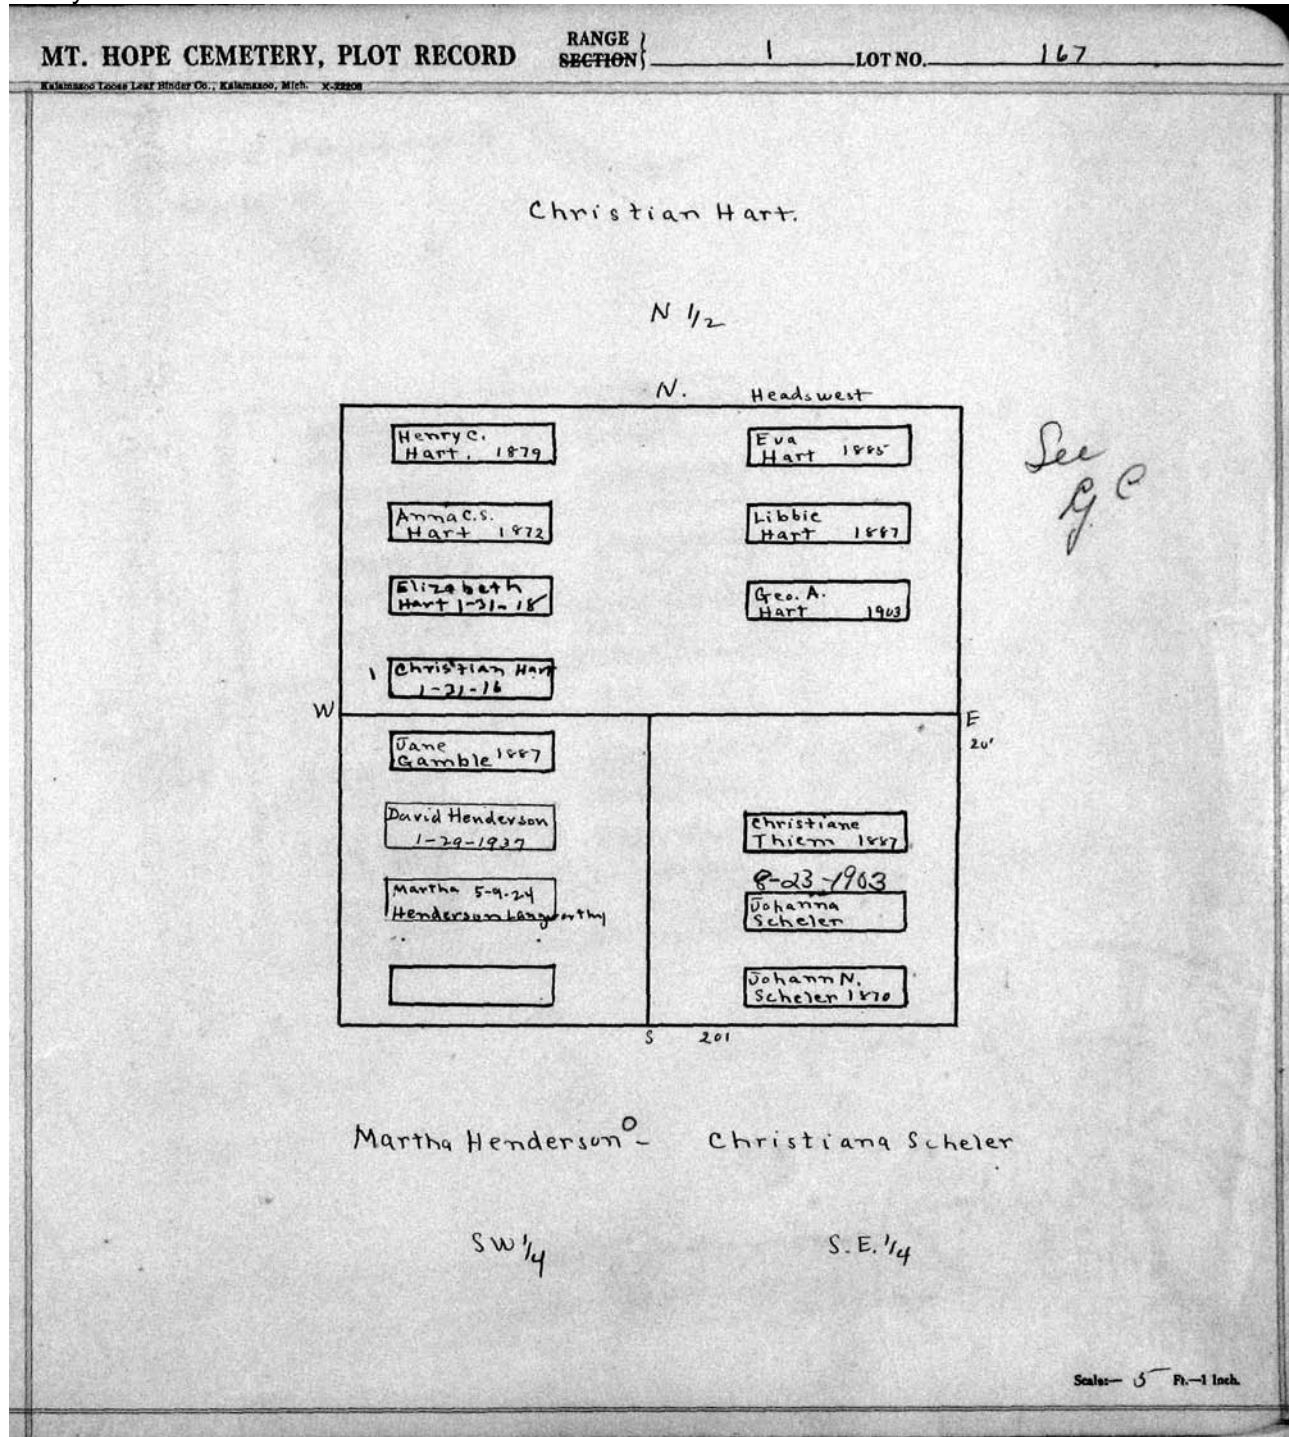 MT. HOPE CEMETERY, PLOT RECORD RANGE SECTION 1 LOT NO. 167
Kalamazoo Loose Leaf Binder Co., Kalamazoo, Mich. X-22208
Christian Hart.
N 1/2
N. Heads west
Henry C.
Hart. 1879
Eva
Hart 1885
See
G C
Anna C.S.
Hart 1872
Libbie
Hart 1887
Elizabeth
Hart 1-31-18
Geo. A.
Hart 1903
1 Christian Hart
1-21-16
W
E
20'
Jane
Gamble 1887
David Henderson
1-29-1937
Christiane
Thiem 1887
8-23-1903
Martha 5-9-24
Henderson Langworthy
Johanna
Scheler
Johann N.
Scheler 1870
S 201
Martha Henderson O - Christiana Scheler
SW 1/4 S.E. 1/4
Scale:— 5 Ft.—1 Inch.